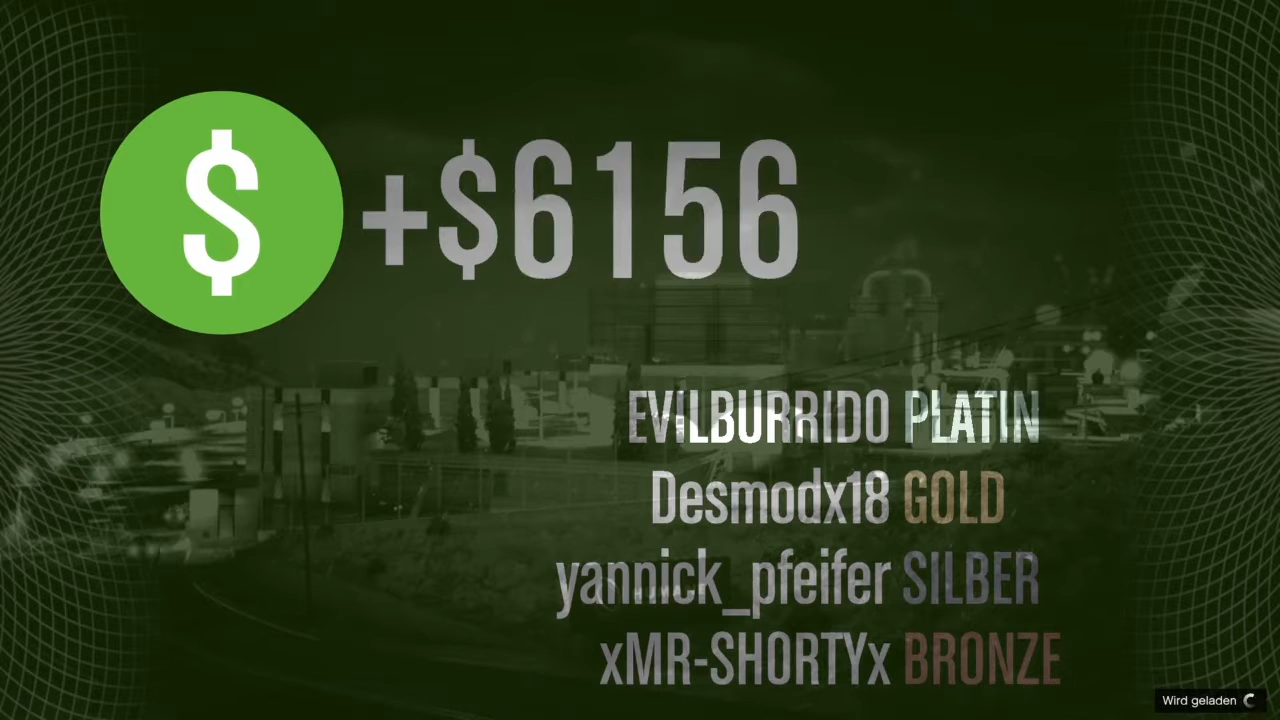 $ +$6156
EVILBURRIDO PLATIN
Desmodx18 GOLD
yannick_pfeifer SILBER
xMR-SHORTYx BRONZE
Wird geladen